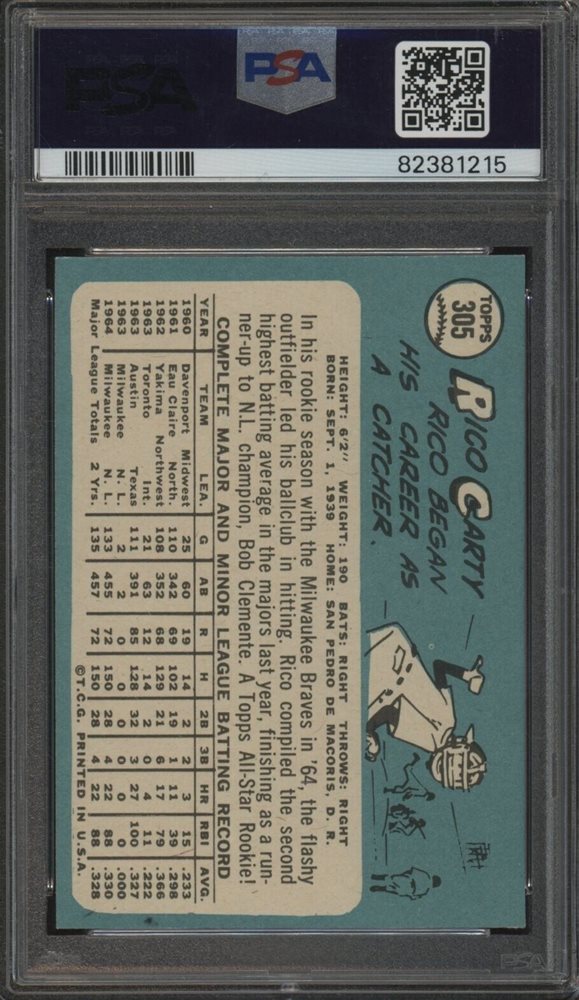 PSA
PSA
82381215
TOPPS
305
RICO CARTY
RICO BEGAN
HIS CAREER AS
A CATCHER.
HEIGHT: 6'2" WEIGHT: 190 BATS: RIGHT THROWS: RIGHT
BORN: SEPT. 1, 1939 HOME: SAN PEDRO DE MACORIS, D. R.
In his rookie season with the Milwaukee Braves in '64, the flashy
outfielder led his ballclub in hitting. Rico compiled the second
highest batting average in the majors last year, finishing as a run-
ner-up to N.L. champion, Bob Clemente. A Topps All-Star Rookie!
COMPLETE MAJOR AND MINOR LEAGUE BATTING RECORD
YEAR TEAM LEA. G AB R H 2B 3B HR RBI AVG.
1960 Davenport Midwest 25 60 19 14 2 2 3 15 .233
1961 Eau Claire North. 110 342 69 102 19 1 11 39 .298
1962 Yakima Northwest 108 352 68 129 21 6 17 79 .366
1963 Toronto Int. 21 63 12 14 2 0 4 11 .222
1963 Austin Texas 111 391 85 128 32 3 27 100 .327
1963 Milwaukee N. L. 2 2 0 0 0 0 0 0 .000
1964 Milwaukee N. L. 133 455 72 150 28 4 22 88 .330
Major League Totals 2 Yrs. 135 457 72 150 28 4 22 88 .328
©T.C.G. PRINTED IN U.S.A.
PSA